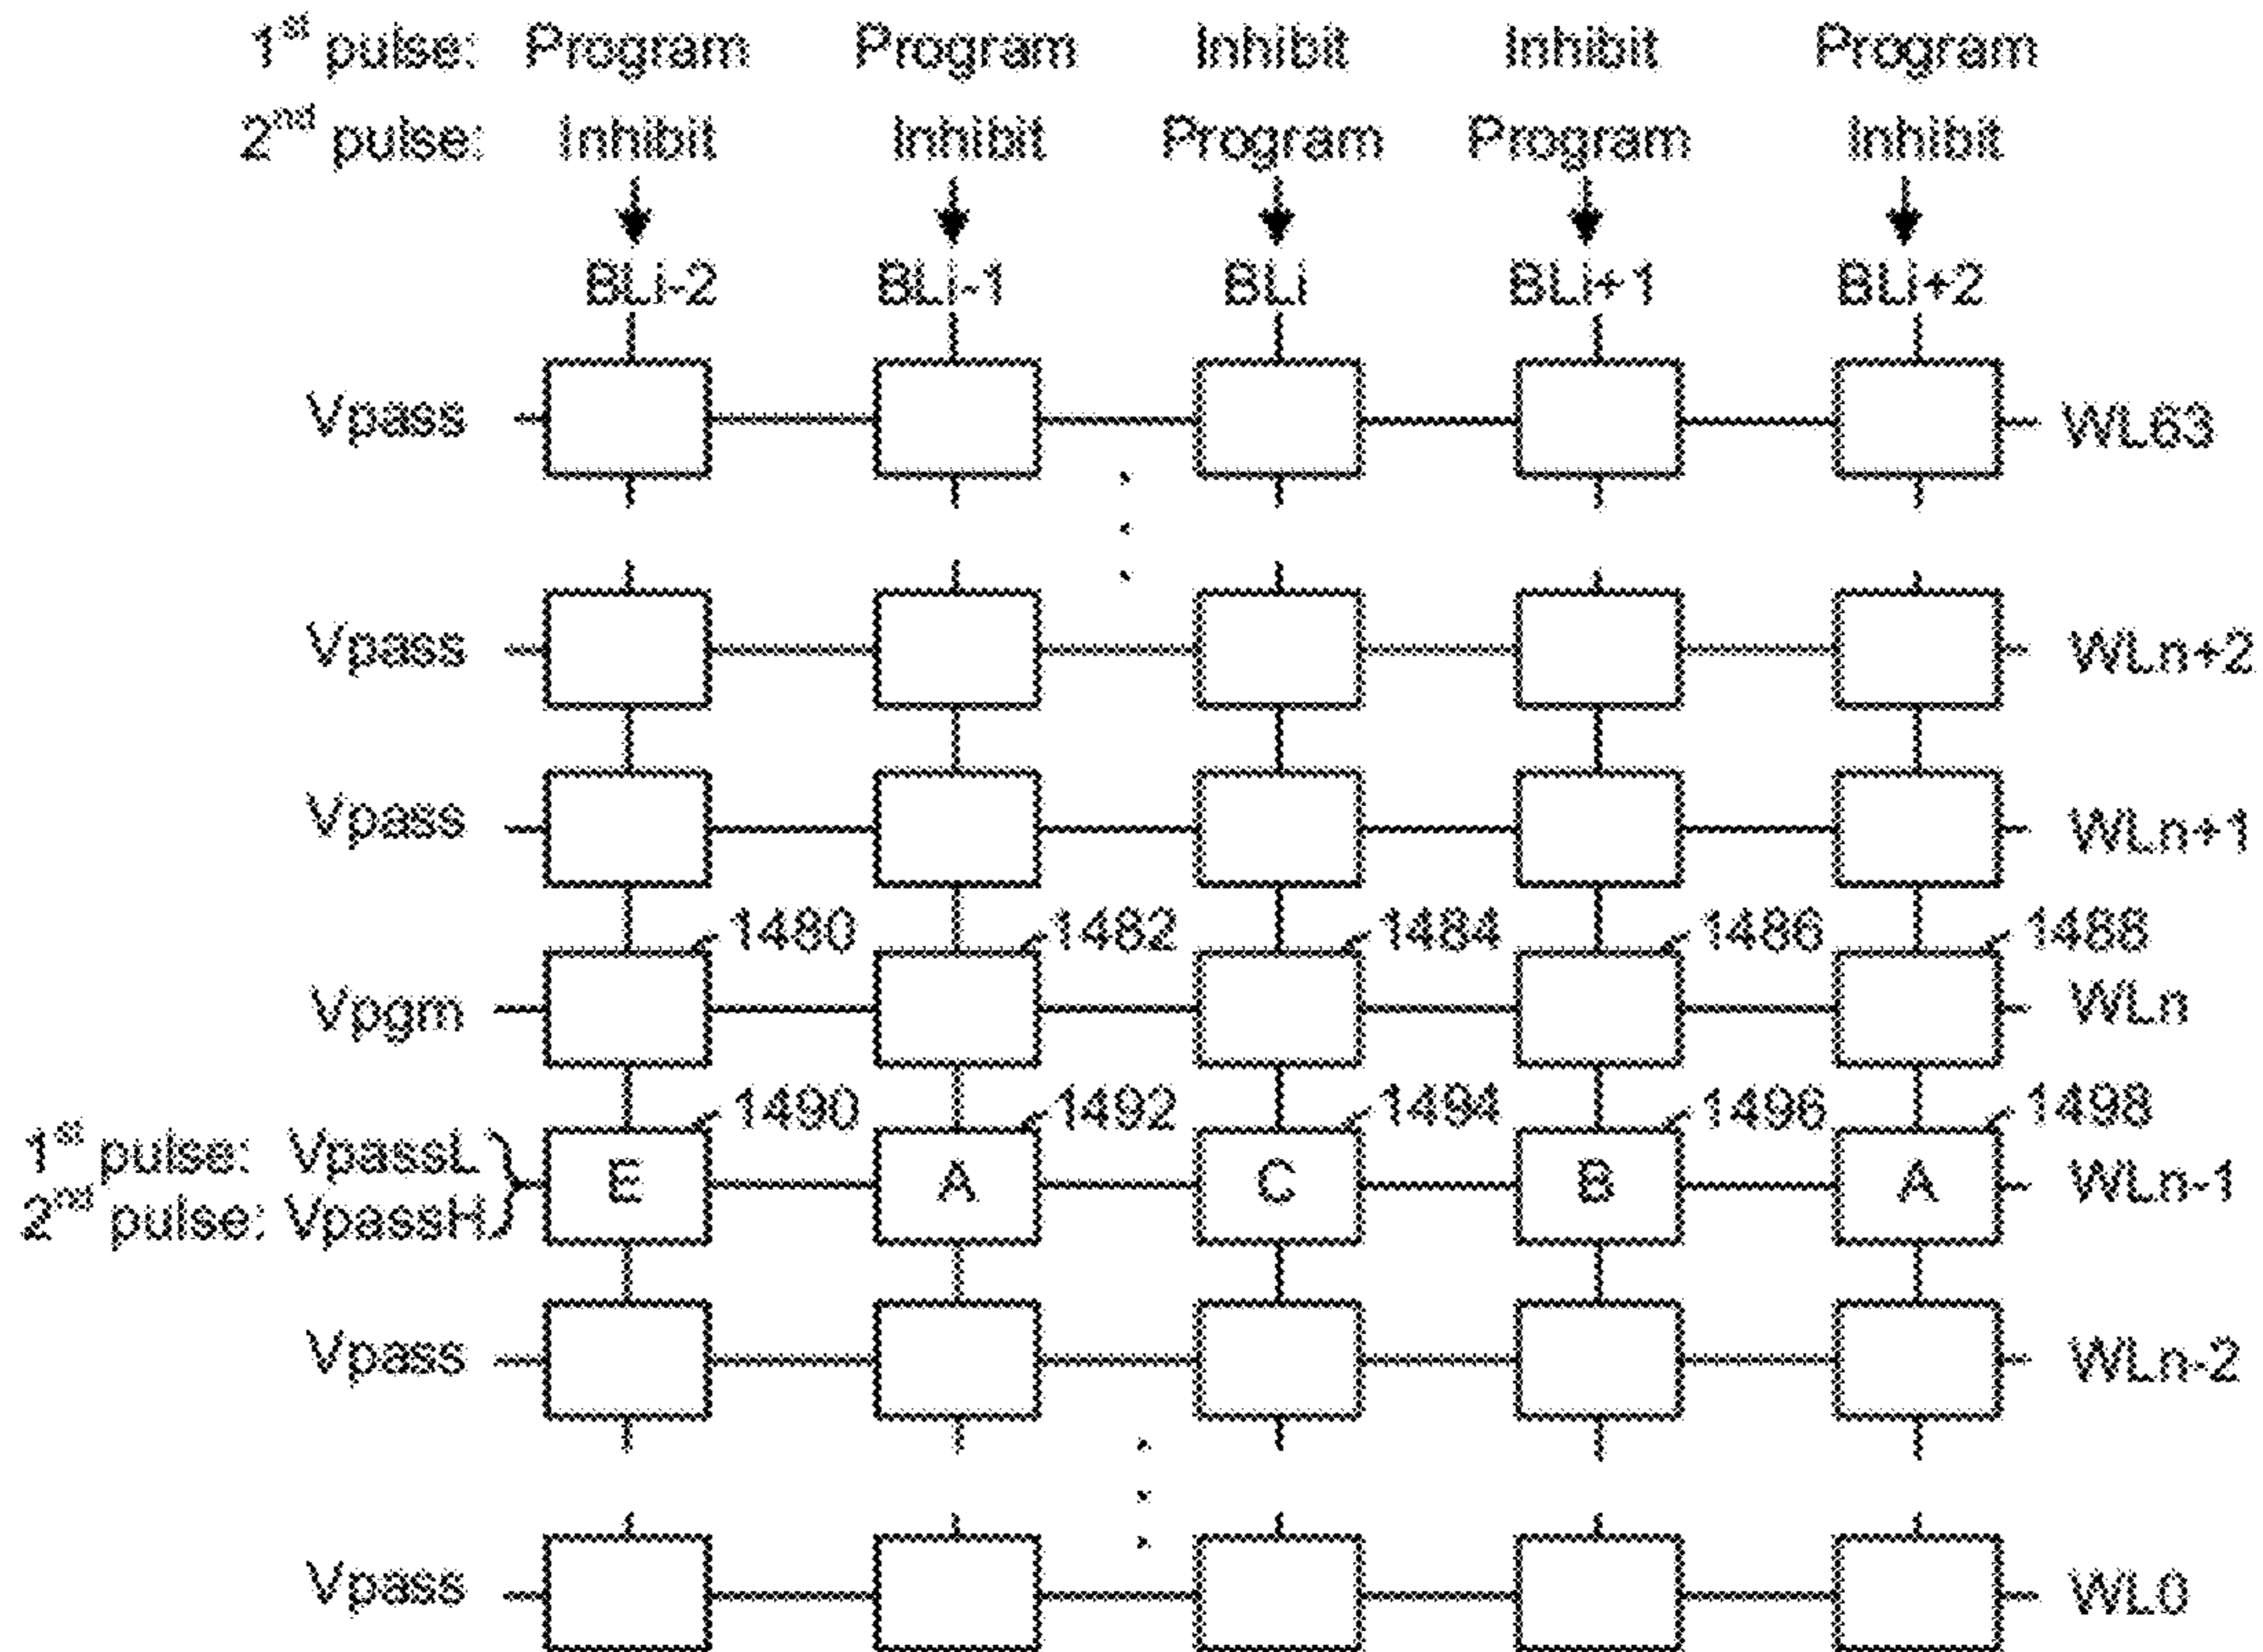 1st pulse: Program Program Inhibit Inhibit Program
2nd pulse: Inhibit Inhibit Program Program Inhibit
BLi-2 BLi-1 BLi BLi+1 BLi+2
Vpass WL63
Vpass WLn+2
Vpass WLn+1
1480 1482 1484 1486 1488
Vpgm WLn
1490 1492 1494 1496 1498
1st pulse: VpassL
E A C B A WLn-1
2nd pulse: VpassH
Vpass WLn-2
Vpass WL0